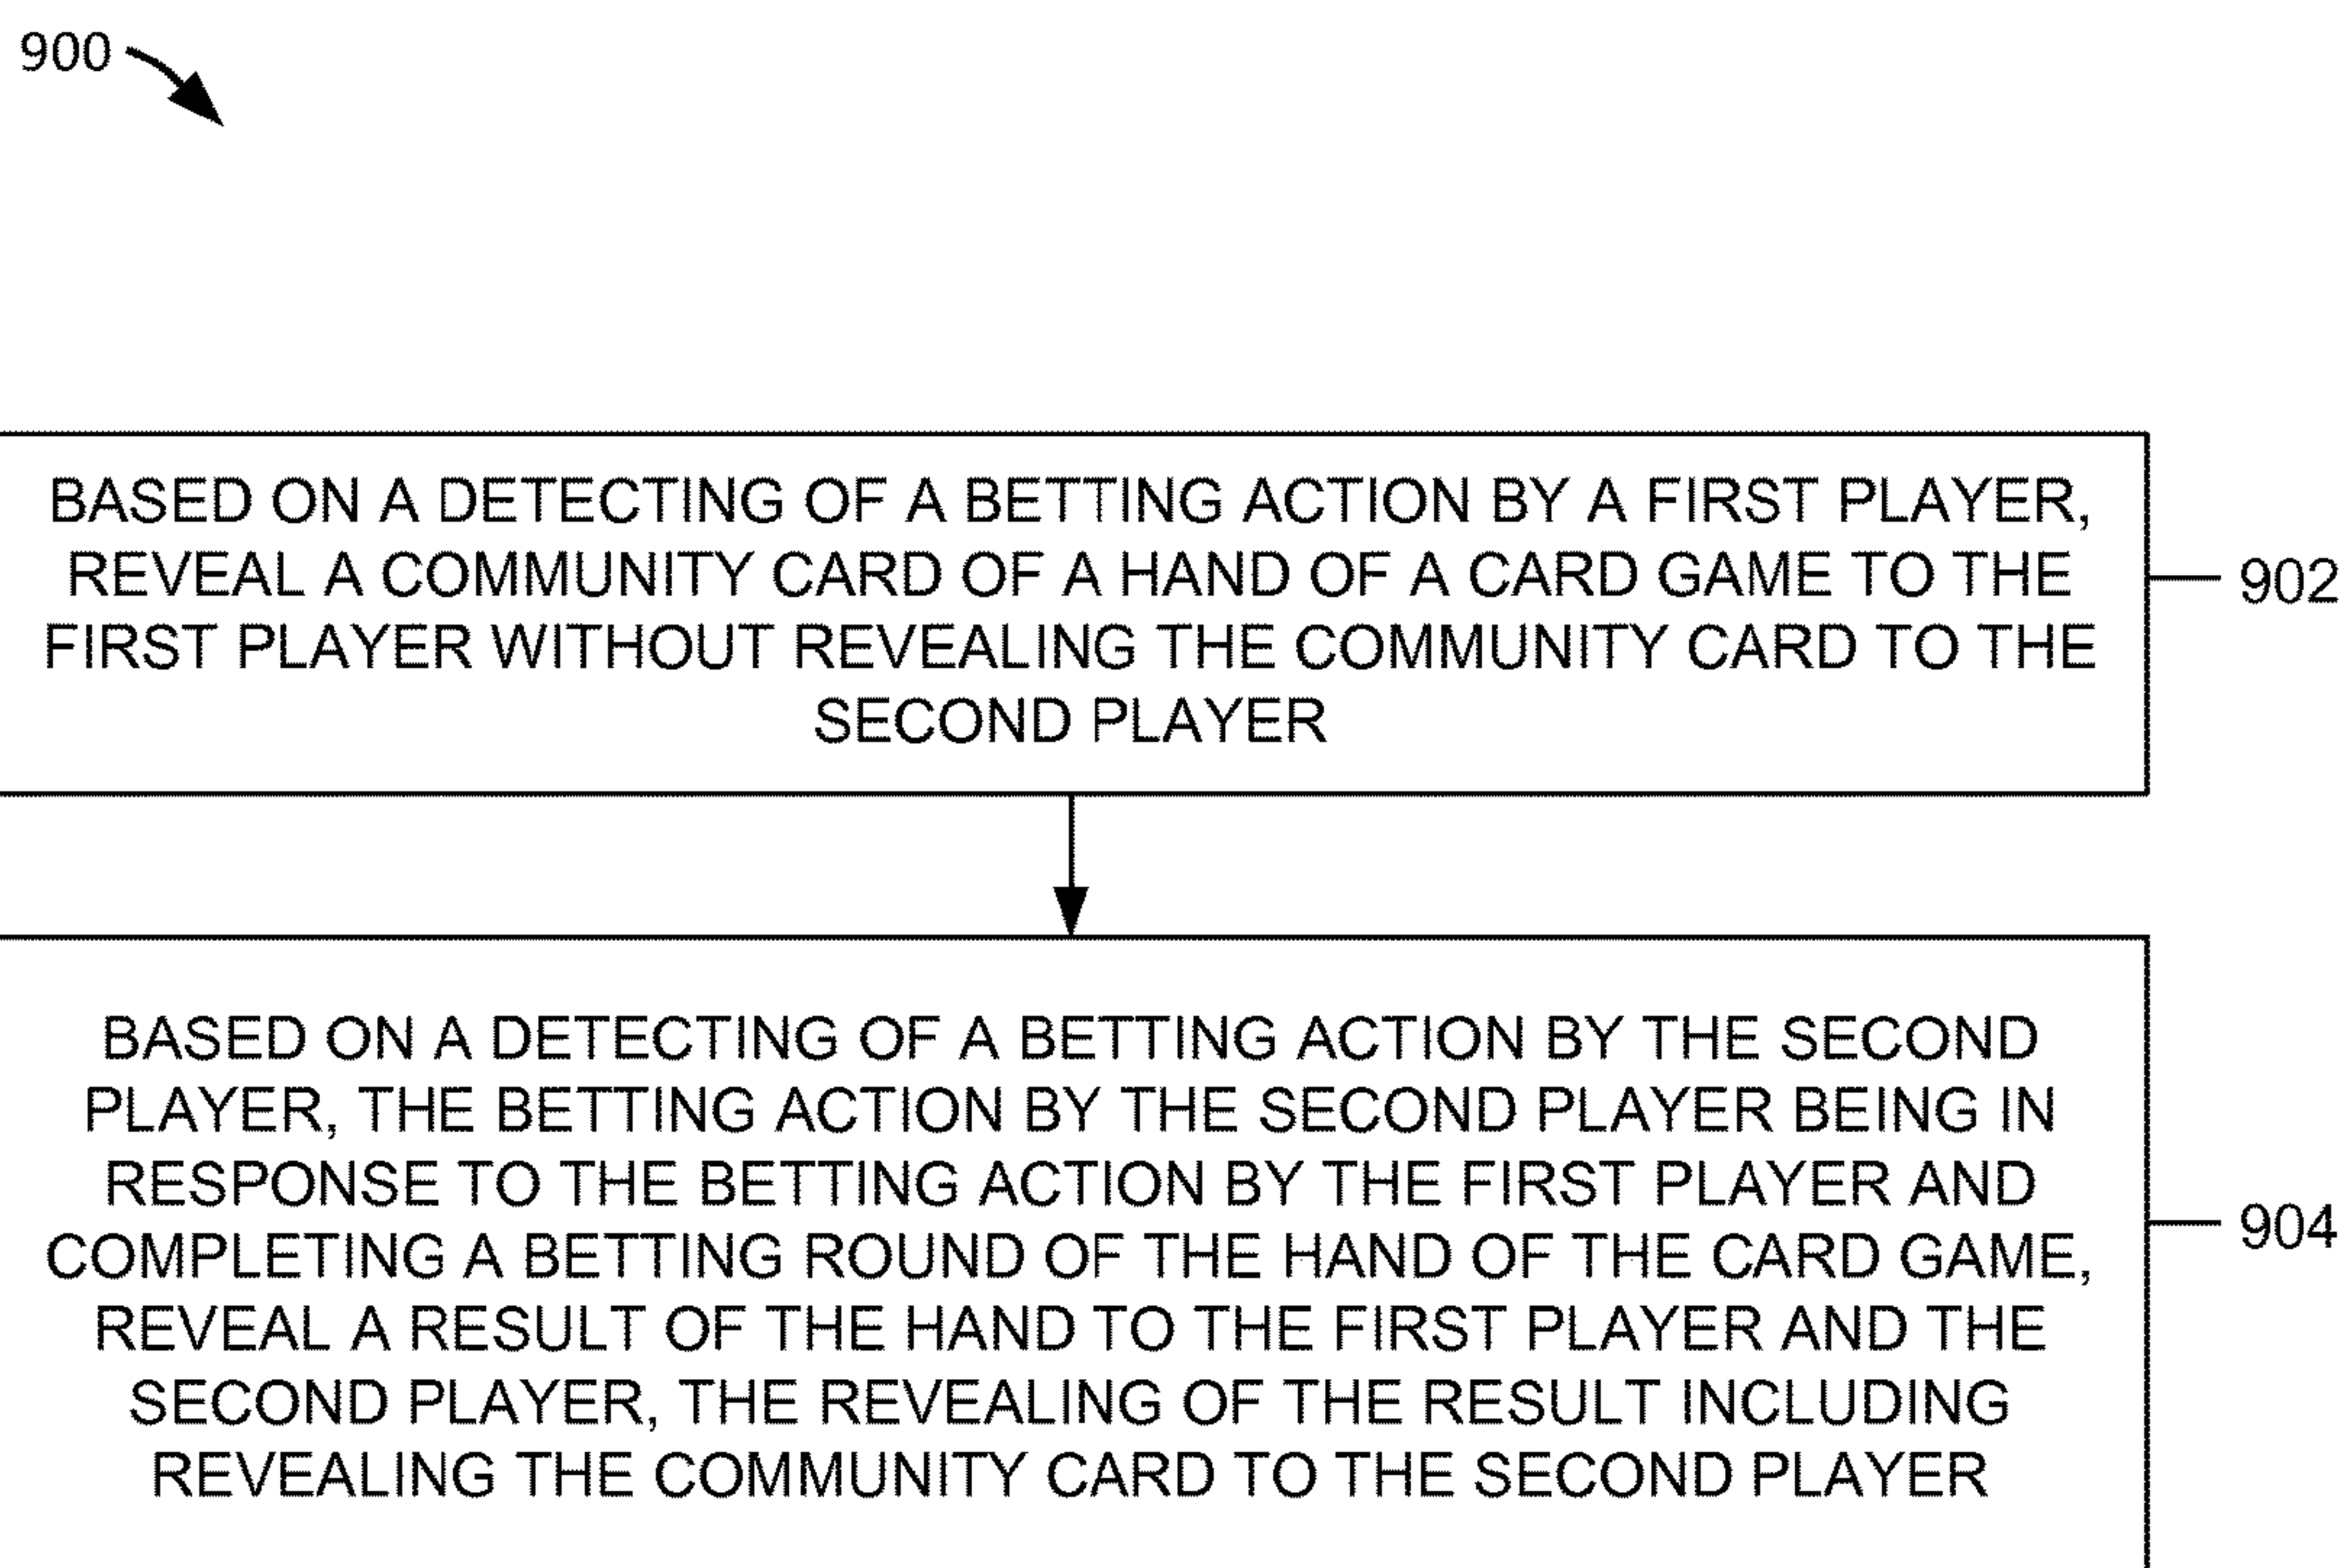 900
BASED ON A DETECTING OF A BETTING ACTION BY A FIRST PLAYER,
REVEAL A COMMUNITY CARD OF A HAND OF A CARD GAME TO THE
FIRST PLAYER WITHOUT REVEALING THE COMMUNITY CARD TO THE
SECOND PLAYER
902
BASED ON A DETECTING OF A BETTING ACTION BY THE SECOND
PLAYER, THE BETTING ACTION BY THE SECOND PLAYER BEING IN
RESPONSE TO THE BETTING ACTION BY THE FIRST PLAYER AND
COMPLETING A BETTING ROUND OF THE HAND OF THE CARD GAME,
REVEAL A RESULT OF THE HAND TO THE FIRST PLAYER AND THE
SECOND PLAYER, THE REVEALING OF THE RESULT INCLUDING
REVEALING THE COMMUNITY CARD TO THE SECOND PLAYER
904